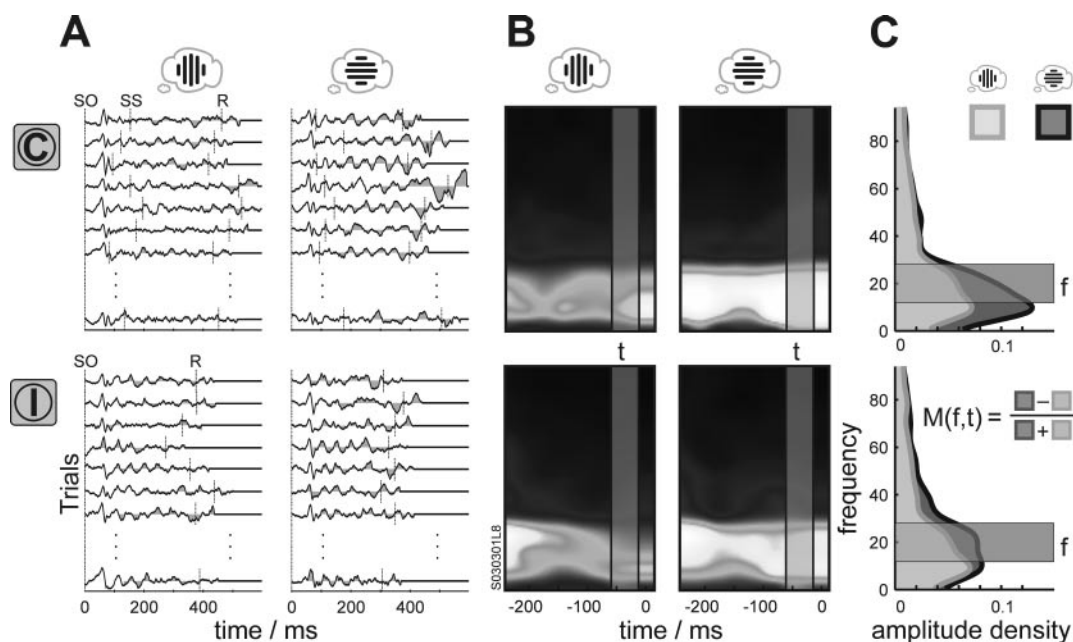 A
B
C
SO SS R
C
80
60
40
20
0
f
0 0.1
t t
SO R
I
Trials
80
60
40
20
0
M(f,t) = − +
frequency
f
S030301L8
0 200 400 0 200 400
-200 -100 0 -200 -100 0
0 0.1
time / ms
time / ms
amplitude density